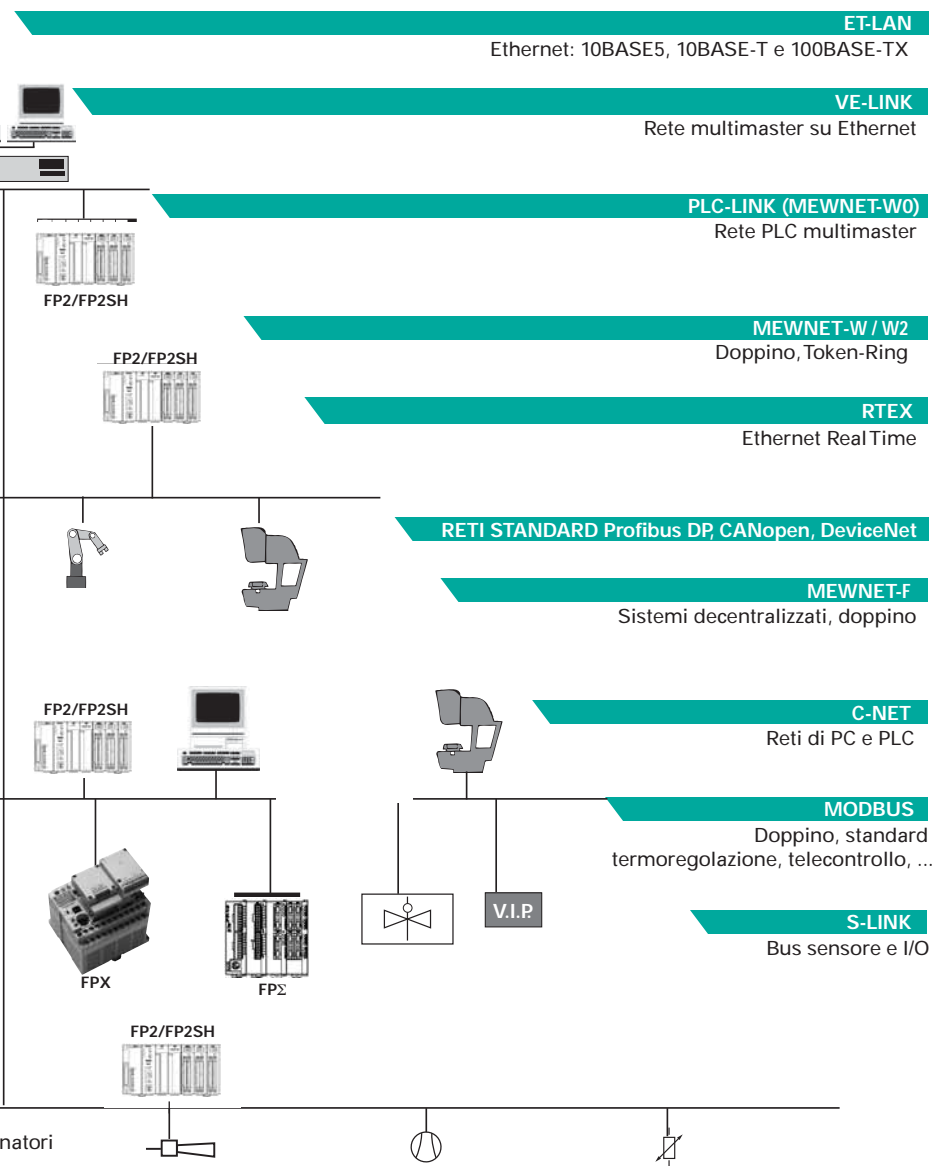 ET-LAN
Ethernet: 10BASE5, 10BASE-T e 100BASE-TX
VE-LINK
Rete multimaster su Ethernet
PLC-LINK (MEWNET-W0)
Rete PLC multimaster
FP2/FP2SH
MEWNET-W / W2
Doppino, Token-Ring
FP2/FP2SH
RTEX
Ethernet Real Time
RETI STANDARD Profibus DP, CANopen, DeviceNet
MEWNET-F
Sistemi decentralizzati, doppino
FP2/FP2SH
C-NET
Reti di PC e PLC
MODBUS
Doppino, standard
termoregolazione, telecontrollo, ...
V.I.P.
S-LINK
Bus sensore e I/O
FPX
FPΣ
FP2/FP2SH
natori